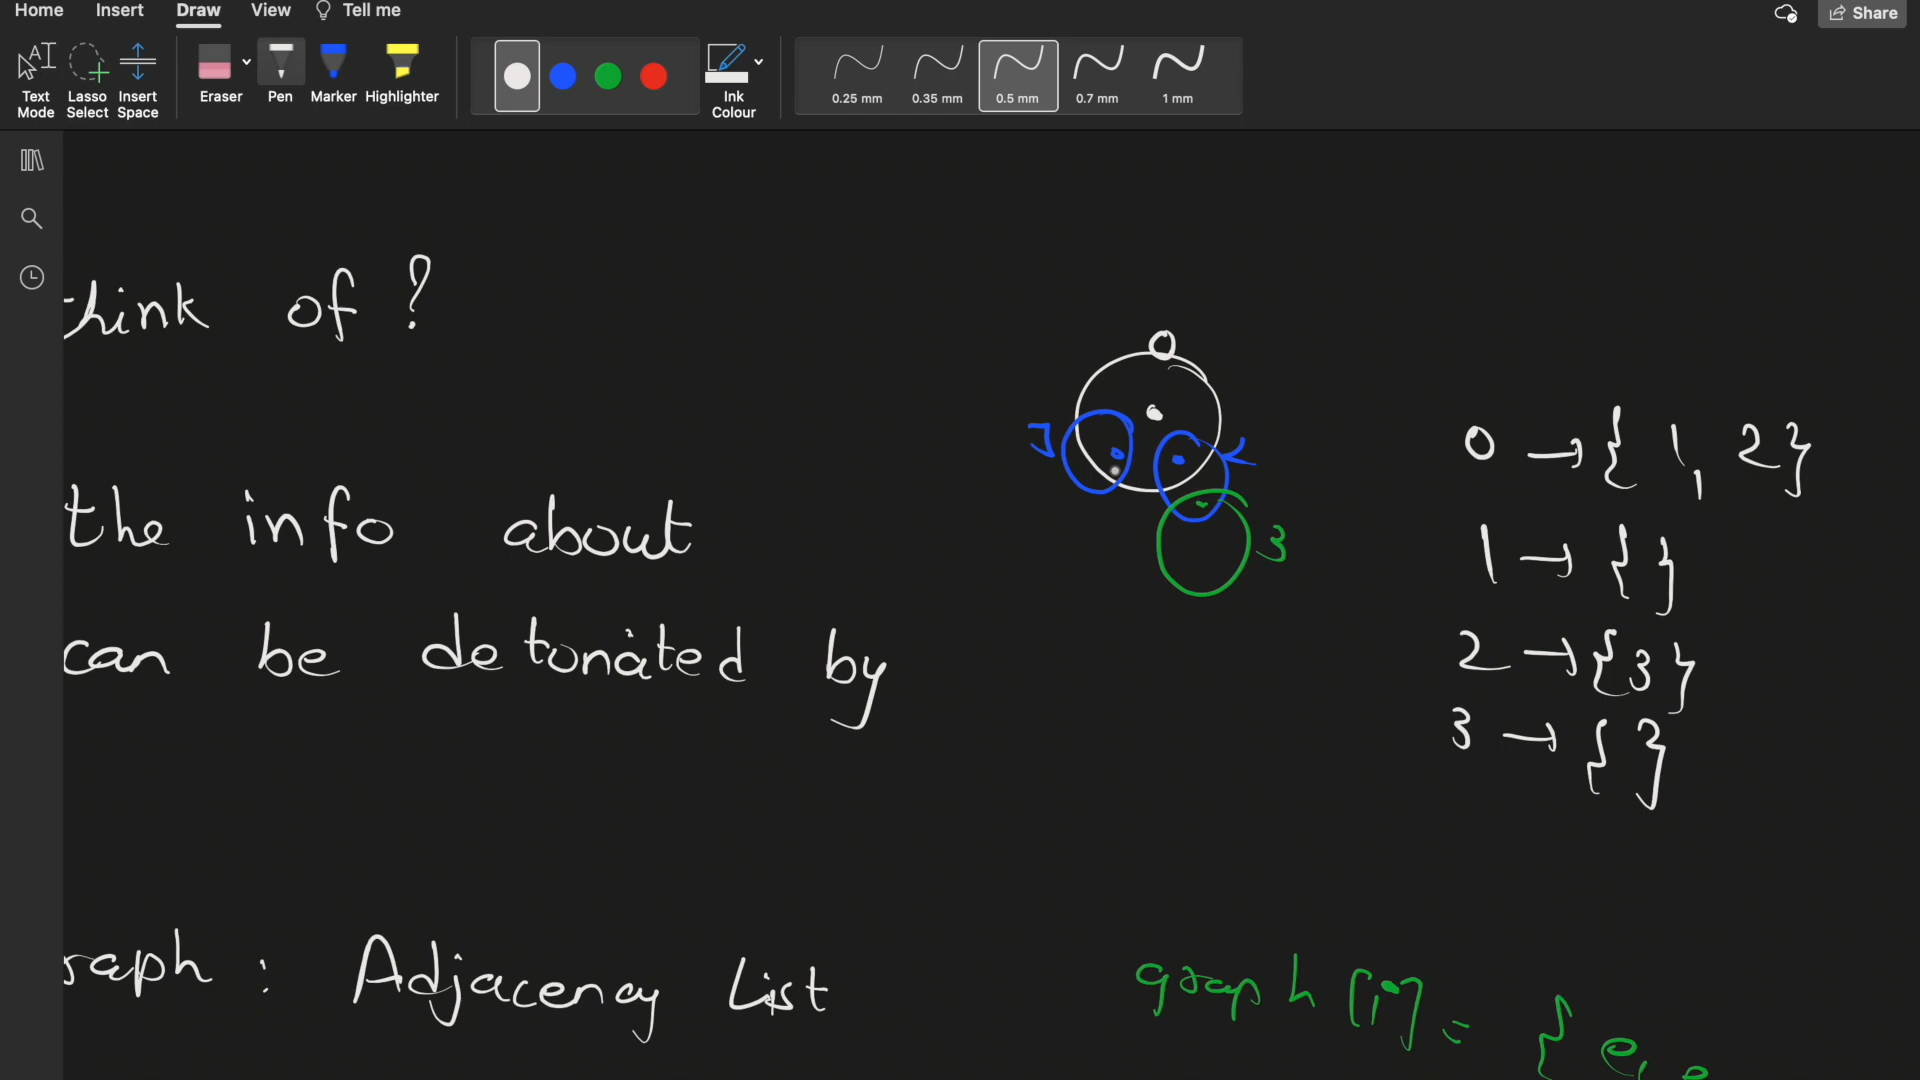 Home Insert Draw View Tell me
Share
Text Mode
Lasso Select
Insert Space
Eraser
Pen
Marker
Highlighter
Ink Colour
0.25 mm
0.35 mm
0.5 mm
0.7 mm
1 mm
think of ?
the info about
can be detonated by
raph : Adjacency List
0
1
2
3
0 → { 1, 2 }
1 → { }
2 → { 3 }
3 → { }
graph [i] = {